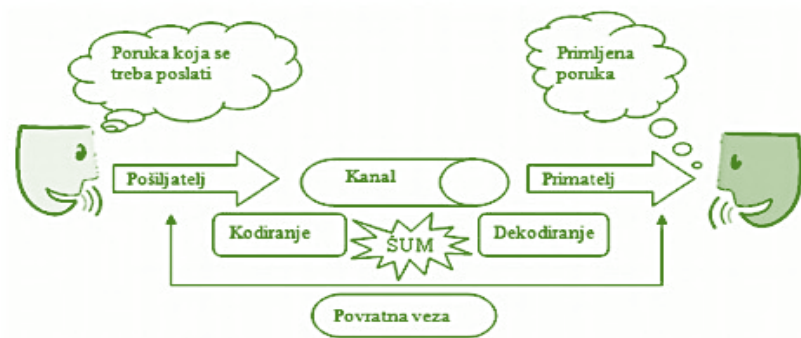 Poruka koja se
treba poslati
Primljena
poruka
Pošiljatelj
Kanal
Primatelj
Kodiranje
ŠUM
Dekodiranje
Povratna veza